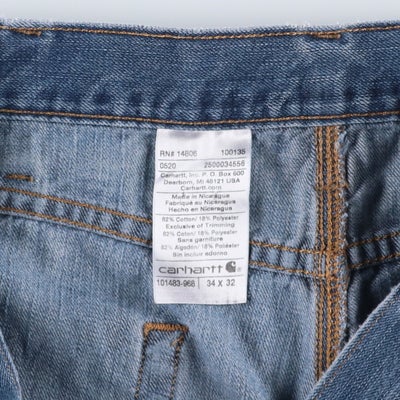 RN# 14806 100135
0520 2500034556
Carhartt, Inc. P.O. Box 600
Dearborn, MI 48121 USA
Carhartt.com
Made in Nicaragua
Fabriqué au Nicaragua
Hecho en Nicaragua
82% Cotton/ 18% Polyester
Exclusive of Trimming
82% Coton/ 18% Polyester
Sans garniture
82% Algodón/ 18% Poliéster
Sin incluir adorno
carhartt
101483-968 34 X 32